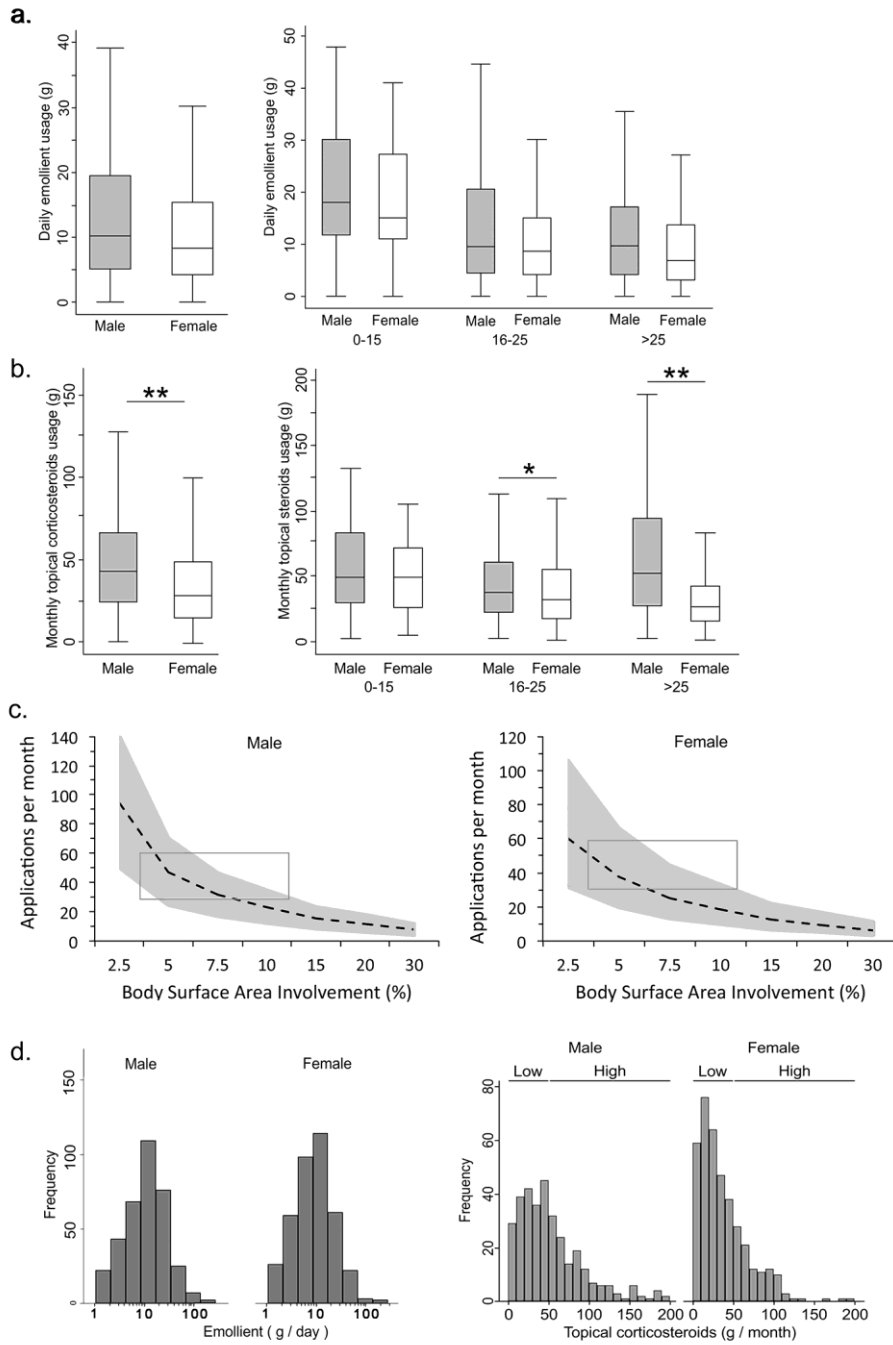 a.
Daily emollient usage (g)
40
30
20
10
0
Male Female
Daily emollient usage (g)
50
40
30
20
10
0
Male Female Male Female Male Female
0-15 16-25 >25
b.
Monthly topical corticosteroids usage (g)
150
100
50
0
**
Male Female
Monthly topical steroids usage (g)
200
150
100
50
0
*
**
Male Female Male Female Male Female
0-15 16-25 >25
c.
Applications per month
140
120
100
80
60
40
20
0
Male
2.5 5 7.5 10 15 20 30
Body Surface Area Involvement (%)
Applications per month
120
100
80
60
40
20
0
Female
2.5 5 7.5 10 15 20 30
Body Surface Area Involvement (%)
d.
Frequency
150
100
50
0
Male Female
1 10 100 1 10 100
Emollient ( g / day )
Frequency
80
60
40
20
0
Male Female
Low High Low High
0 50 100 150 200 0 50 100 150 200
Topical corticosteroids (g / month)